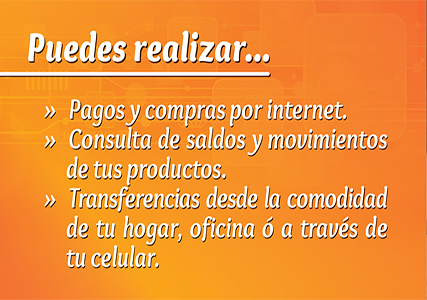 Puedes realizar...
» Pagos y compras por internet.
» Consulta de saldos y movimientos
de tus productos.
» Transferencias desde la comodidad
de tu hogar, oficina ó a través de
tu celular.